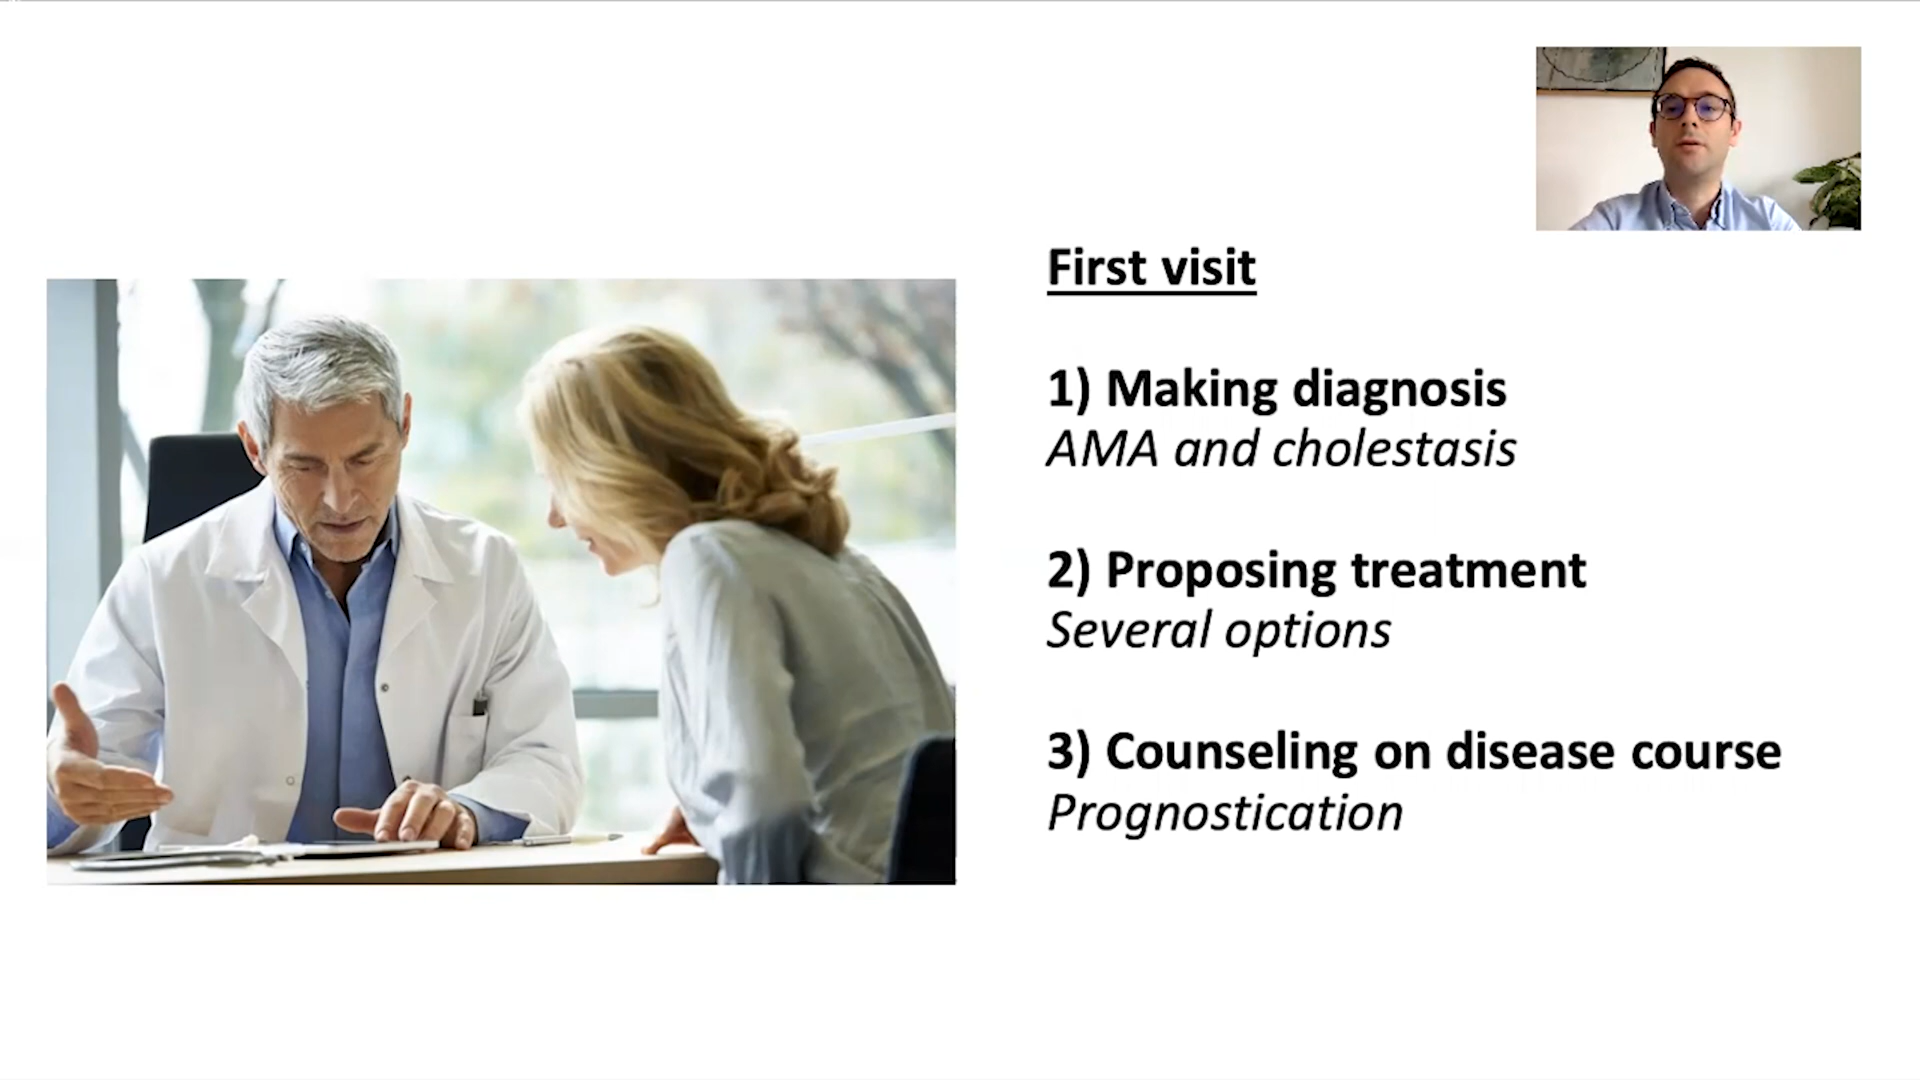 First visit
1) Making diagnosis
AMA and cholestasis
2) Proposing treatment
Several options
3) Counseling on disease course
Prognostication